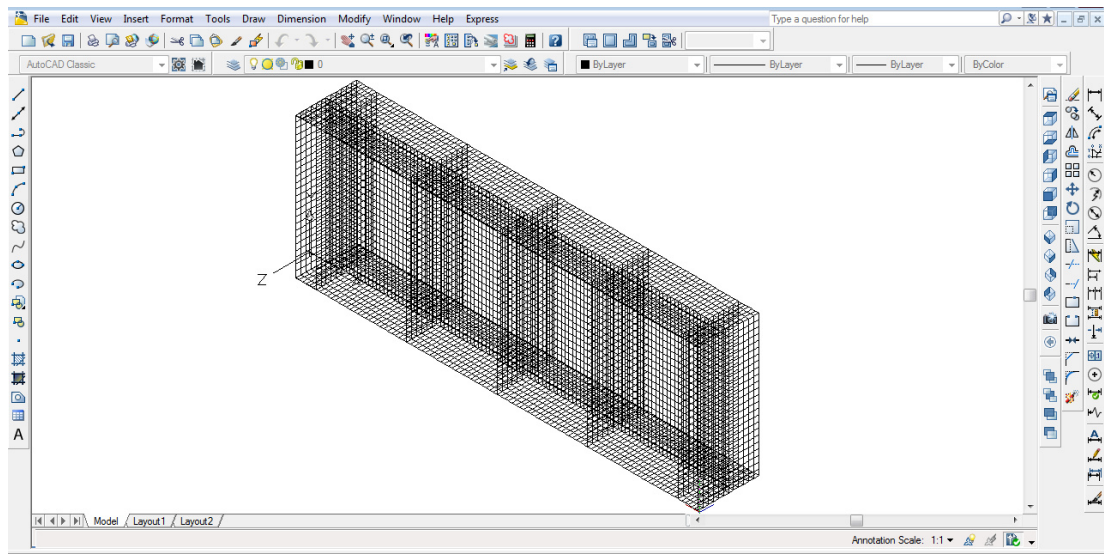 File Edit View Insert Format Tools Draw Dimension Modify Window Help Express Type a question for help
AutoCAD Classic 0 ByLayer ByLayer ByLayer ByColor
Z
Model Layout1 Layout2
Annotation Scale: 1:1